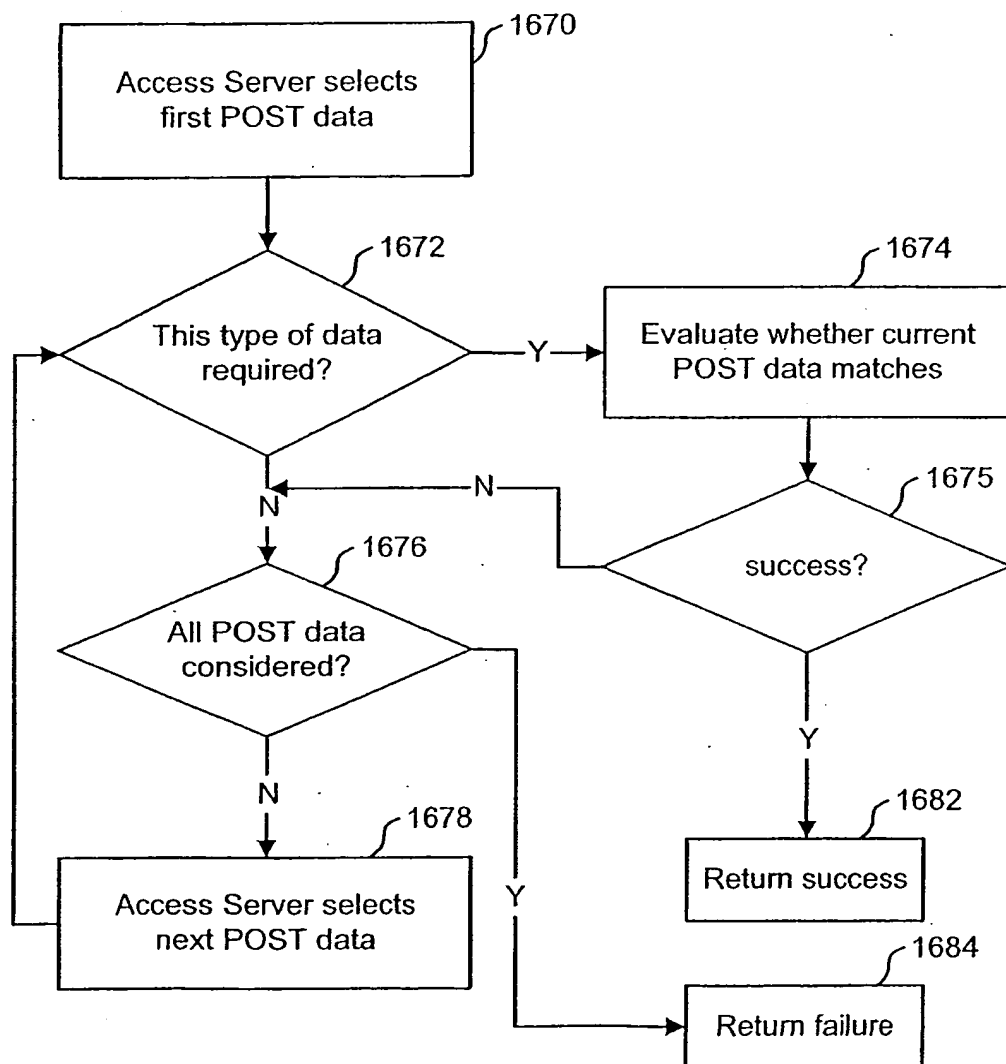 1670
Access Server selects
first POST data
1672
This type of data
required?
Y
1674
Evaluate whether current
POST data matches
N
N
1675
success?
1676
All POST data
considered?
Y
N
1678
Access Server selects
next POST data
Y
1682
Return success
1684
Return failure